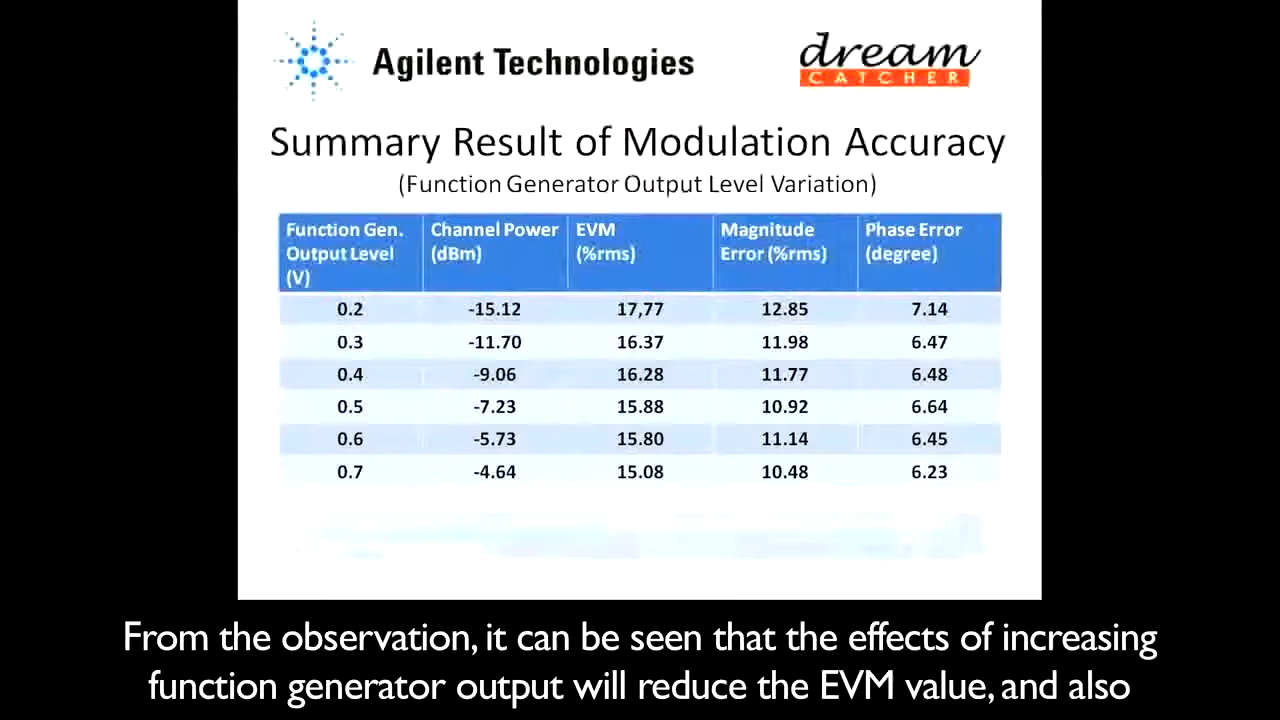 Agilent Technologies
dream
CATCHER
Summary Result of Modulation Accuracy
(Function Generator Output Level Variation)
Function Gen. Output Level (V) Channel Power (dBm) EVM (%rms) Magnitude Error (%rms) Phase Error (degree)
0.2 -15.12 17,77 12.85 7.14
0.3 -11.70 16.37 11.98 6.47
0.4 -9.06 16.28 11.77 6.48
0.5 -7.23 15.88 10.92 6.64
0.6 -5.73 15.80 11.14 6.45
0.7 -4.64 15.08 10.48 6.23
From the observation, it can be seen that the effects of increasing
function generator output will reduce the EVM value, and also